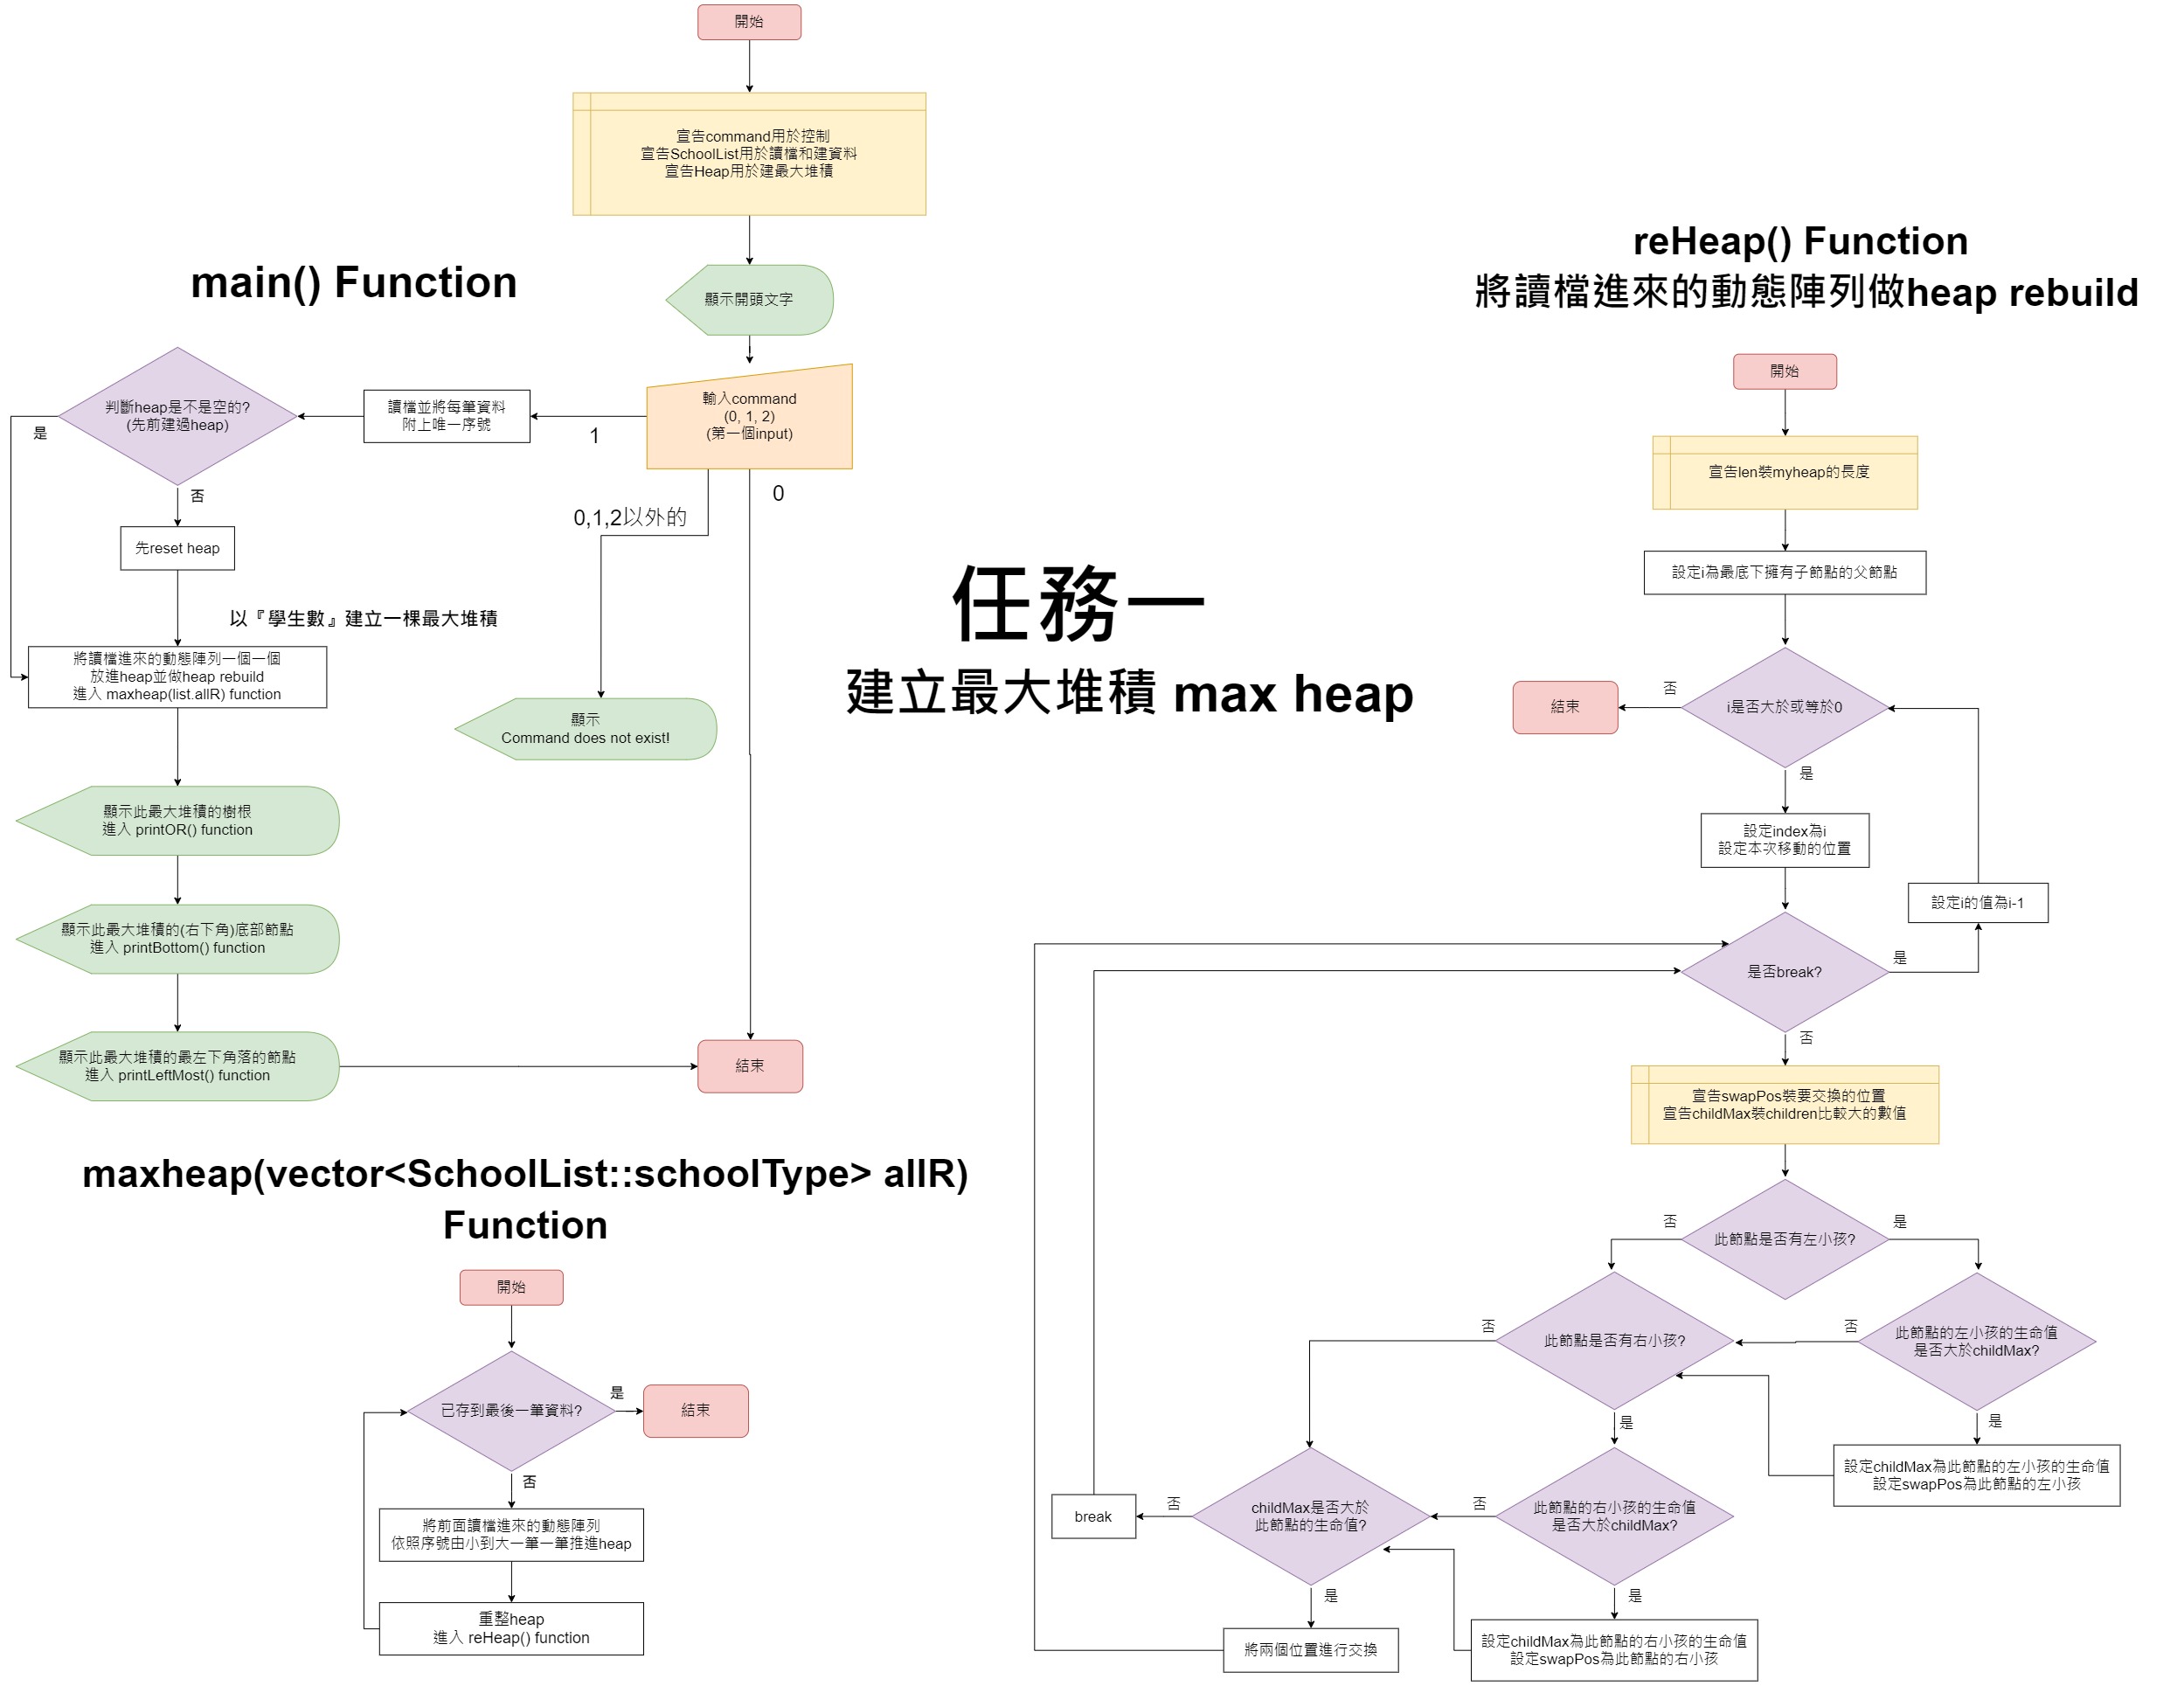 開始
宣告command用於控制
宣告SchoolList用於讀檔和建資料
宣告Heap用於建最大堆積
main() Function
顯示開頭文字
輸入command
(0, 1, 2)
(第一個input)
1
讀檔並將每筆資料
附上唯一序號
判斷heap是不是空的?
(先前建過heap)
是
否
先reset heap
以『學生數』建立一棵最大堆積
將讀檔進來的動態陣列一個一個
放進heap並做heap rebuild
進入 maxheap(list.allR) function
0
0,1,2以外的
顯示
Command does not exist!
顯示此最大堆積的樹根
進入 printOR() function
顯示此最大堆積的(右下角)底部節點
進入 printBottom() function
顯示此最大堆積的最左下角落的節點
進入 printLeftMost() function
結束
任務一
建立最大堆積 max heap
maxheap(vector<SchoolList::schoolType> allR)
Function
開始
已存到最後一筆資料?
是
結束
否
將前面讀檔進來的動態陣列
依照序號由小到大一筆一筆推進heap
重整heap
進入 reHeap() function
reHeap() Function
將讀檔進來的動態陣列做heap rebuild
開始
宣告len裝myheap的長度
設定i為最底下擁有子節點的父節點
i是否大於或等於0
否
結束
是
設定index為i
設定本次移動的位置
設定i的值為i-1
是否break?
是
否
宣告swapPos裝要交換的位置
宣告childMax裝children比較大的數值
此節點是否有左小孩?
否
是
此節點的左小孩的生命值
是否大於childMax?
否
是
設定childMax為此節點的左小孩的生命值
設定swapPos為此節點的左小孩
此節點是否有右小孩?
否
是
此節點的右小孩的生命值
是否大於childMax?
否
是
設定childMax為此節點的右小孩的生命值
設定swapPos為此節點的右小孩
childMax是否大於
此節點的生命值?
否
break
是
將兩個位置進行交換